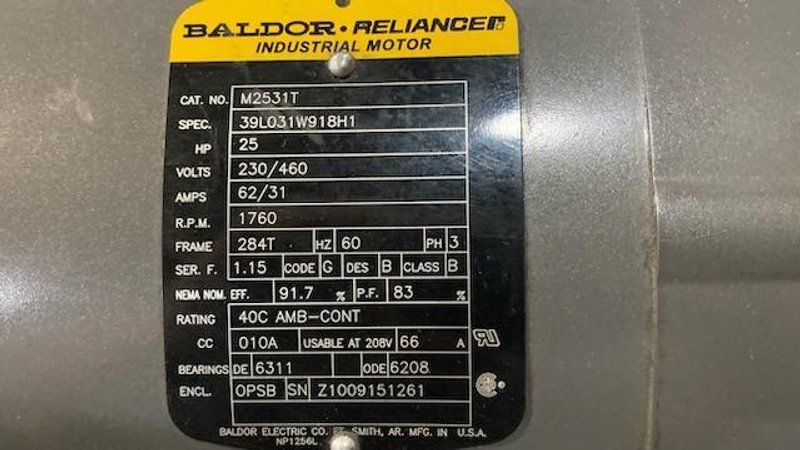 BALDOR · RELIANCE
INDUSTRIAL MOTOR
CAT. NO. M2531T
SPEC. 39L031W918H1
HP 25
VOLTS 230/460
AMPS 62/31
R.P.M. 1760
FRAME 284T HZ 60 PH 3
SER. F. 1.15 CODE G DES B CLASS B
NEMA NOM. EFF. 91.7 % P.F. 83 %
RATING 40C AMB-CONT
CC 010A USABLE AT 208V 66 A
BEARINGS DE 6311 ODE 6208
ENCL. OPSB SN Z1009151261
BALDOR ELECTRIC CO. SMITH, AR. MFG. IN U.S.A.
NP1256L